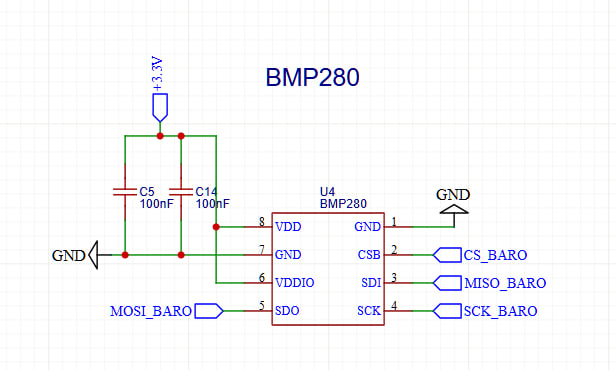 BMP280
+3.3V
C5
100nF
C14
100nF
U4
BMP280
GND
GND
8 VDD
GND 1
7 GND
CSB 2
CS_BARO
6 VDDIO
SDI 3
MISO_BARO
MOSI_BARO
5 SDO
SCK 4
SCK_BARO